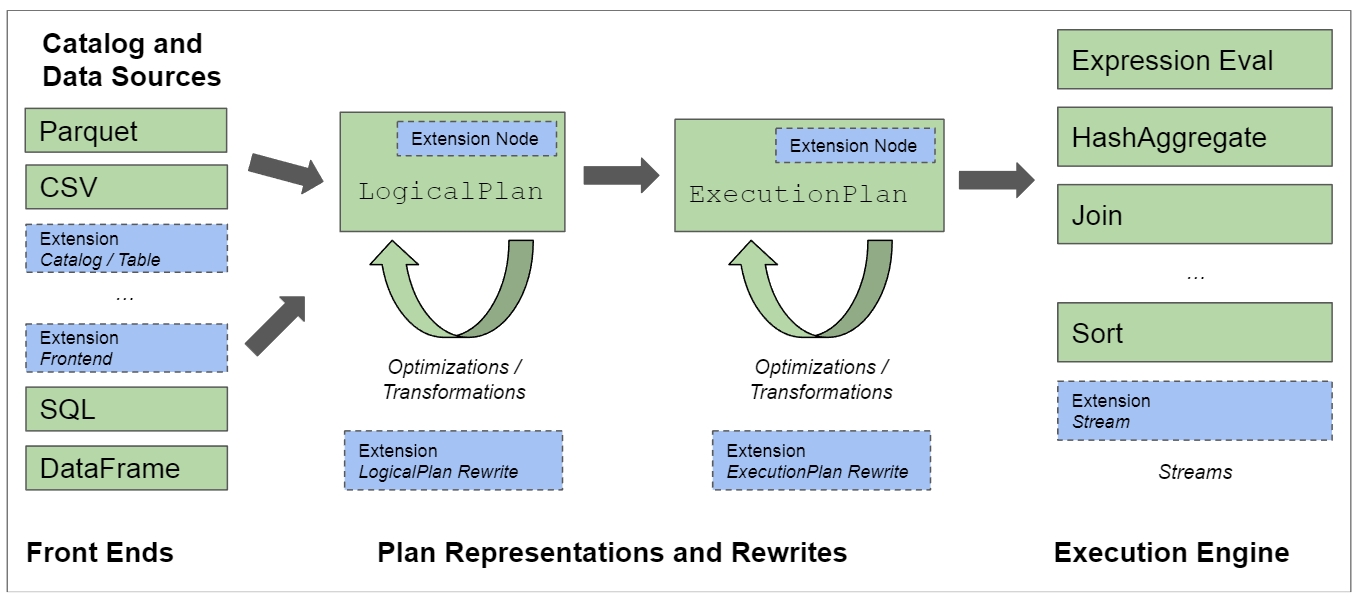 Catalog and
Data Sources
Parquet
CSV
Extension
Catalog / Table
...
Extension
Frontend
SQL
DataFrame
Front Ends
Extension Node
LogicalPlan
Optimizations /
Transformations
Extension
LogicalPlan Rewrite
Extension Node
ExecutionPlan
Optimizations /
Transformations
Extension
ExecutionPlan Rewrite
Plan Representations and Rewrites
Expression Eval
HashAggregate
Join
...
Sort
Extension
Stream
Streams
Execution Engine